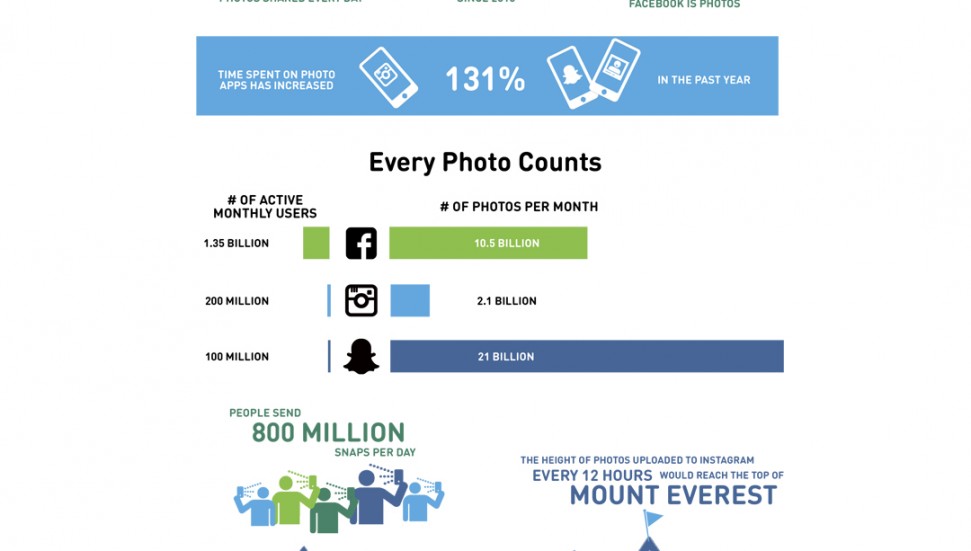 PHOTOS SHARED EVERY DAY
SINCE 2010
FACEBOOK IS PHOTOS
TIME SPENT ON PHOTO
APPS HAS INCREASED
131%
IN THE PAST YEAR
Every Photo Counts
# OF ACTIVE
MONTHLY USERS
# OF PHOTOS PER MONTH
1.35 BILLION
10.5 BILLION
200 MILLION
2.1 BILLION
100 MILLION
21 BILLION
PEOPLE SEND
800 MILLION
SNAPS PER DAY
THE HEIGHT OF PHOTOS UPLOADED TO INSTAGRAM
EVERY 12 HOURS WOULD REACH THE TOP OF
MOUNT EVEREST